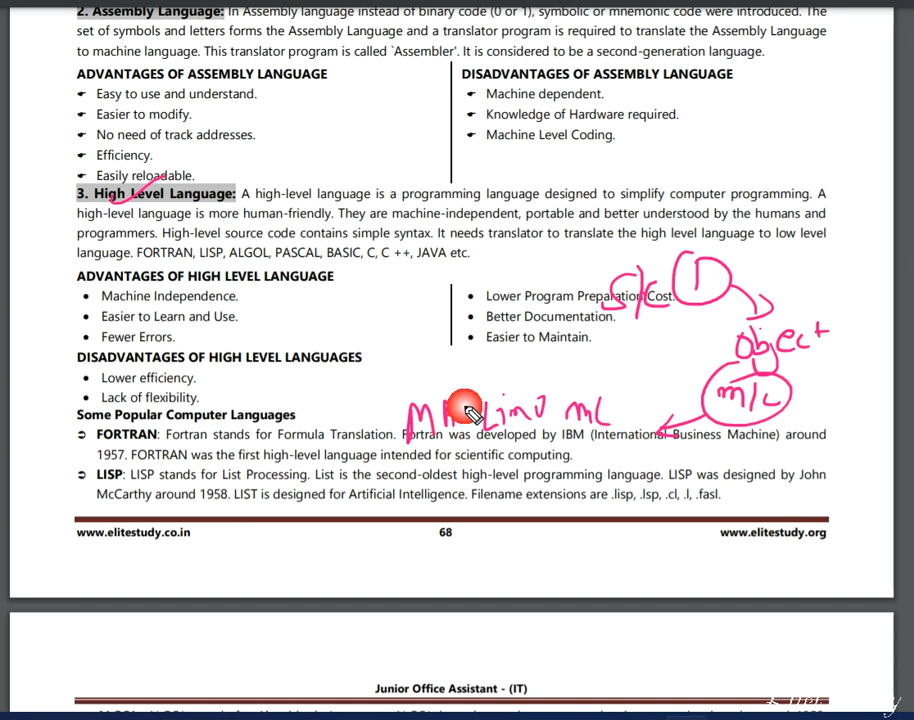 2. Assembly Language: In Assembly language instead of binary code (0 or 1), symbolic or mnemonic code were introduced. The
set of symbols and letters forms the Assembly Language and a translator program is required to translate the Assembly Language
to machine language. This translator program is called `Assembler'. It is considered to be a second-generation language.
ADVANTAGES OF ASSEMBLY LANGUAGE
Easy to use and understand.
Easier to modify.
No need of track addresses.
Efficiency.
Easily reloadable.
DISADVANTAGES OF ASSEMBLY LANGUAGE
Machine dependent.
Knowledge of Hardware required.
Machine Level Coding.
3. High Level Language: A high-level language is a programming language designed to simplify computer programming. A
high-level language is more human-friendly. They are machine-independent, portable and better understood by the humans and
programmers. High-level source code contains simple syntax. It needs translator to translate the high level language to low level
language. FORTRAN, LISP, ALGOL, PASCAL, BASIC, C, C ++, JAVA etc.
ADVANTAGES OF HIGH LEVEL LANGUAGE
• Machine Independence.
• Easier to Learn and Use.
• Fewer Errors.
• Lower Program Preparation Cost.
• Better Documentation.
• Easier to Maintain.
object
m/c
DISADVANTAGES OF HIGH LEVEL LANGUAGES
• Lower efficiency.
• Lack of flexibility.
Some Popular Computer Languages
FORTRAN: Fortran stands for Formula Translation. Fortran was developed by IBM (International Business Machine) around
1957. FORTRAN was the first high-level language intended for scientific computing.
LISP: LISP stands for List Processing. List is the second-oldest high-level programming language. LISP was designed by John
McCarthy around 1958. LIST is designed for Artificial Intelligence. Filename extensions are .lisp, .lsp, .cl, .l, .fasl.
www.elitestudy.co.in 68 www.elitestudy.org
Junior Office Assistant - (IT)